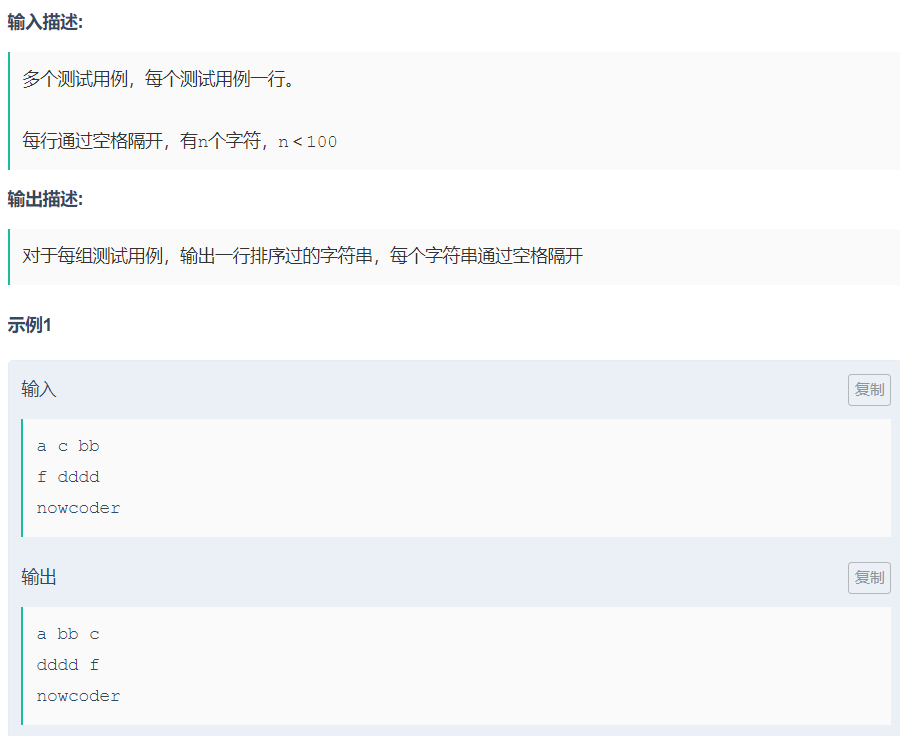 输入描述:
多个测试用例，每个测试用例一行。
每行通过空格隔开，有n个字符，n＜100
输出描述:
对于每组测试用例，输出一行排序过的字符串，每个字符串通过空格隔开
示例1
输入
复制
a c bb
f dddd
nowcoder
输出
复制
a bb c
dddd f
nowcoder